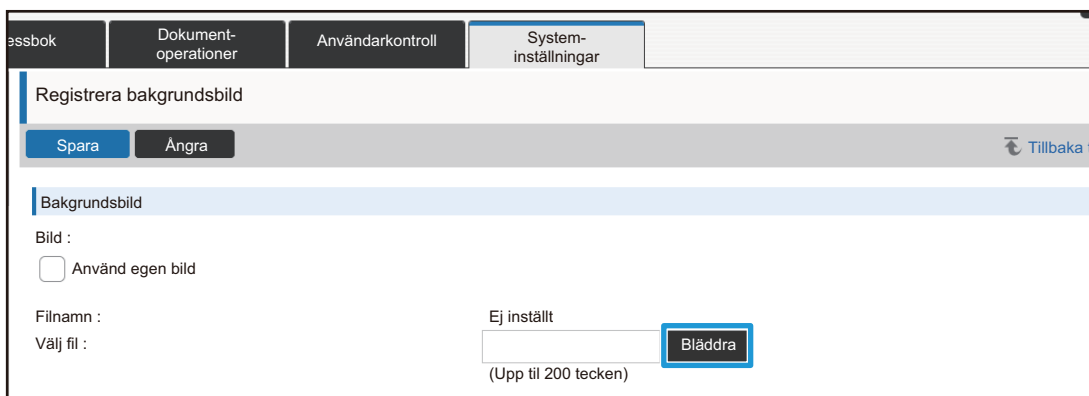 essbok
Dokument-
operationer
Användarkontroll
System-
inställningar
Registrera bakgrundsbild
Spara
Ångra
Tillbaka
Bakgrundsbild
Bild :
Använd egen bild
Filnamn :
Ej inställt
Välj fil :
Bläddra
(Upp til 200 tecken)